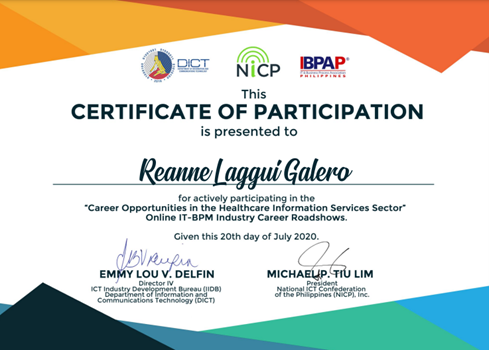 DICT
NiCP
IBPAP
PHILIPPINES
This
CERTIFICATE OF PARTICIPATION
is presented to
Reanne Laggui Galero
for actively participating in the
"Career Opportunities in the Healthcare Information Services Sector"
Online IT-BPM Industry Career Roadshows.
Given this 20th day of July 2020.
EMMY LOU V. DELFIN
Director IV
ICT Industry Development Bureau (IIDB)
Department of Information and
Communications Technology (DICT)
MICHAEL P. TIU LIM
President
National ICT Confederation
of the Philippines (NICP), Inc.